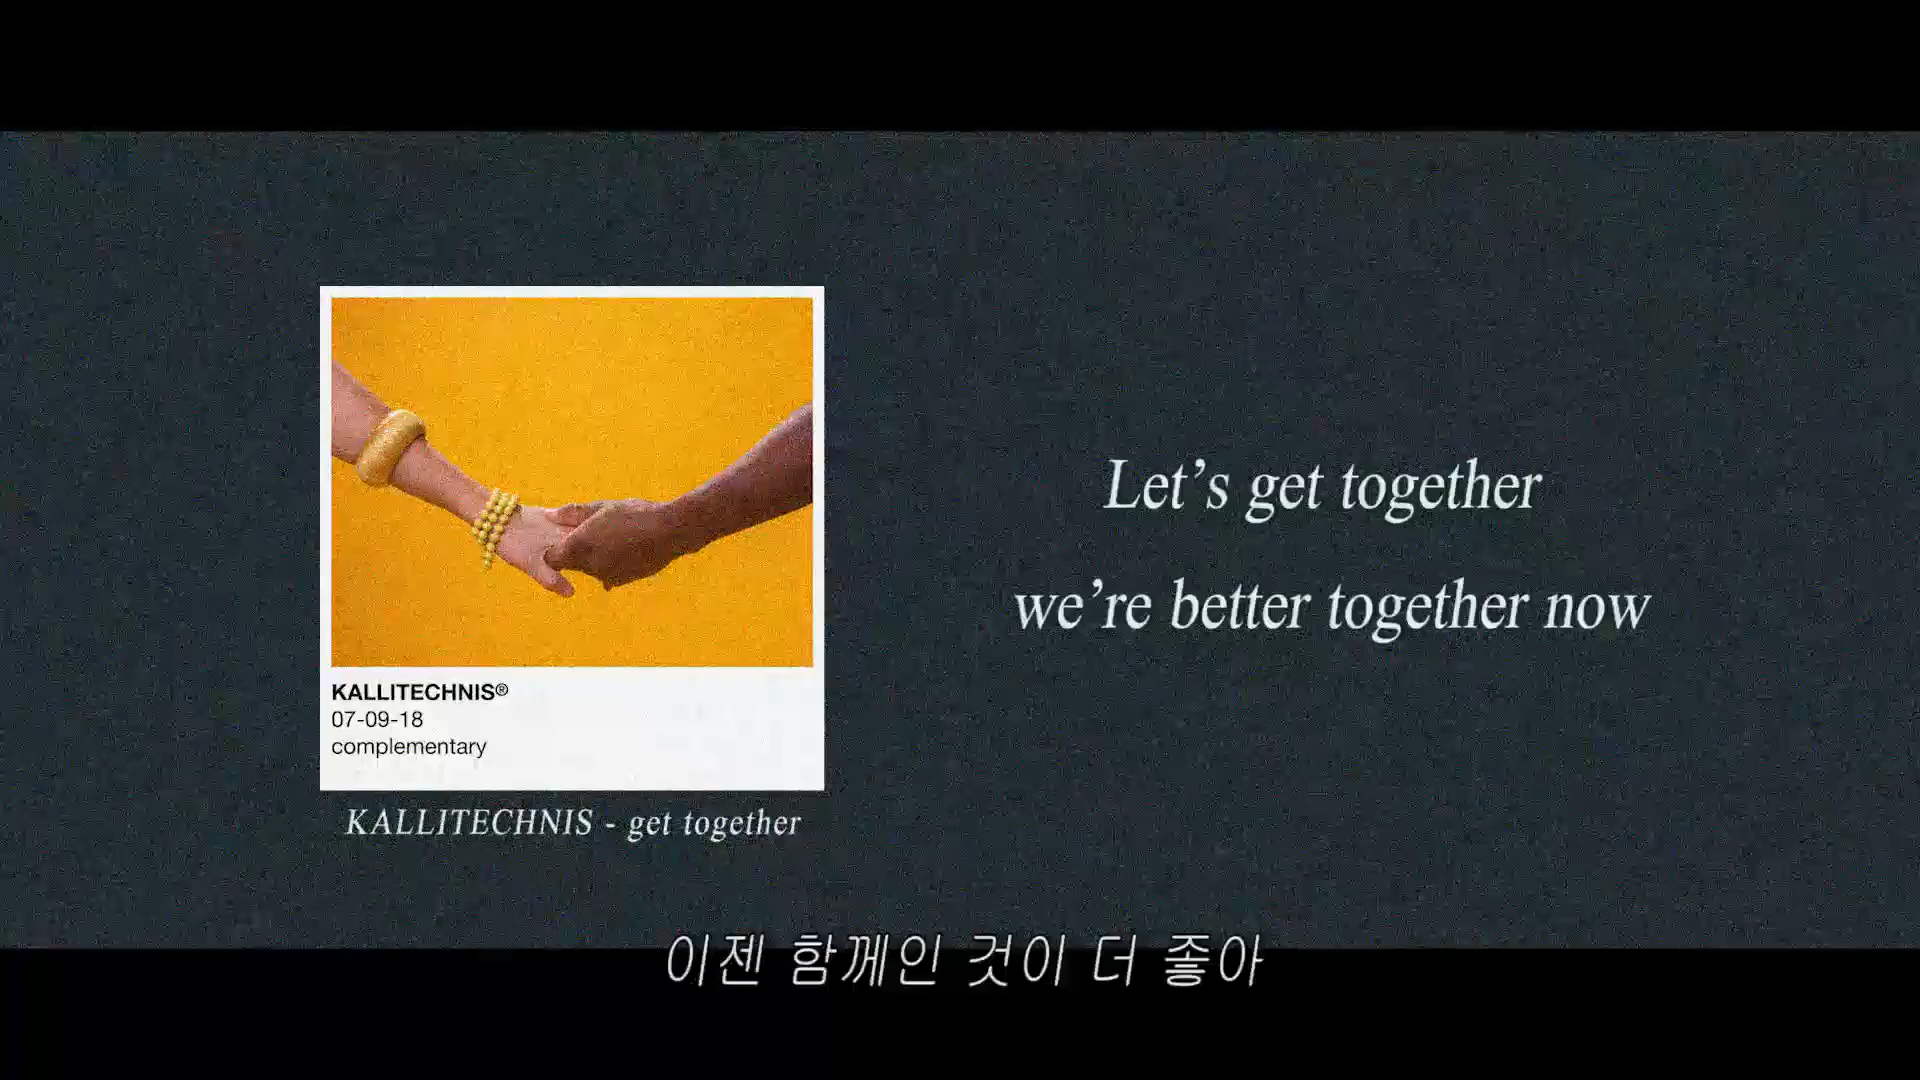 KALLITECHNIS®
07-09-18
complementary
KALLITECHNIS - get together
Let’s get together
we’re better together now
이젠 함께인 것이 더 좋아